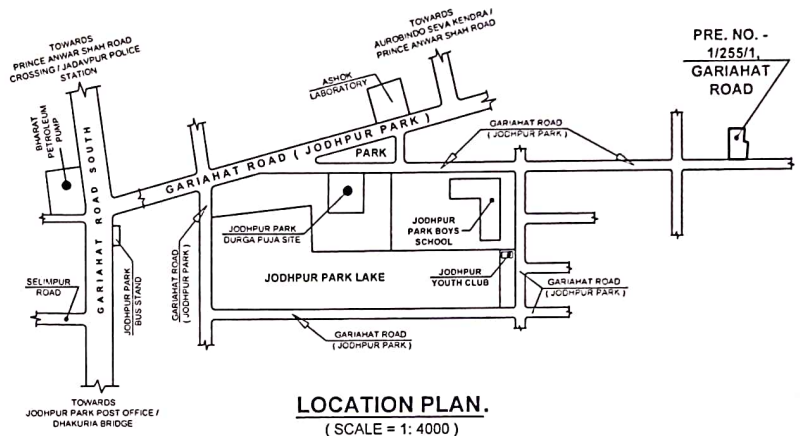 TOWARDS
PRINCE ANWAR SHAH ROAD
CROSSING / JADAVPUR POLICE
STATION
TOWARDS
AUROBINDO SEVA KENDRA /
PRINCE ANWAR SHAH ROAD
PRE. NO. -
1/255/1,
GARIAHAT
ROAD
ASHOK
LABORATORY
BHARAT
PETROLEUM
PUMP
GARIAHAT ROAD SOUTH
GARIAHAT ROAD ( JODHPUR PARK )
PARK
GARIAHAT ROAD
( JODHPUR PARK )
JODHPUR PARK
DURGA PUJA SITE
JODHPUR
PARK BOYS
SCHOOL
JODHPUR PARK
BUS STAND
GARIAHAT ROAD
( JODHPUR PARK )
JODHPUR PARK LAKE
JODHPUR
YOUTH CLUB
SELIMPUR
ROAD
GARIAHAT ROAD
( JODHPUR PARK )
GARIAHAT ROAD
( JODHPUR PARK )
TOWARDS
JODHPUR PARK POST OFFICE /
DHAKURIA BRIDGE
LOCATION PLAN.
( SCALE = 1: 4000 )